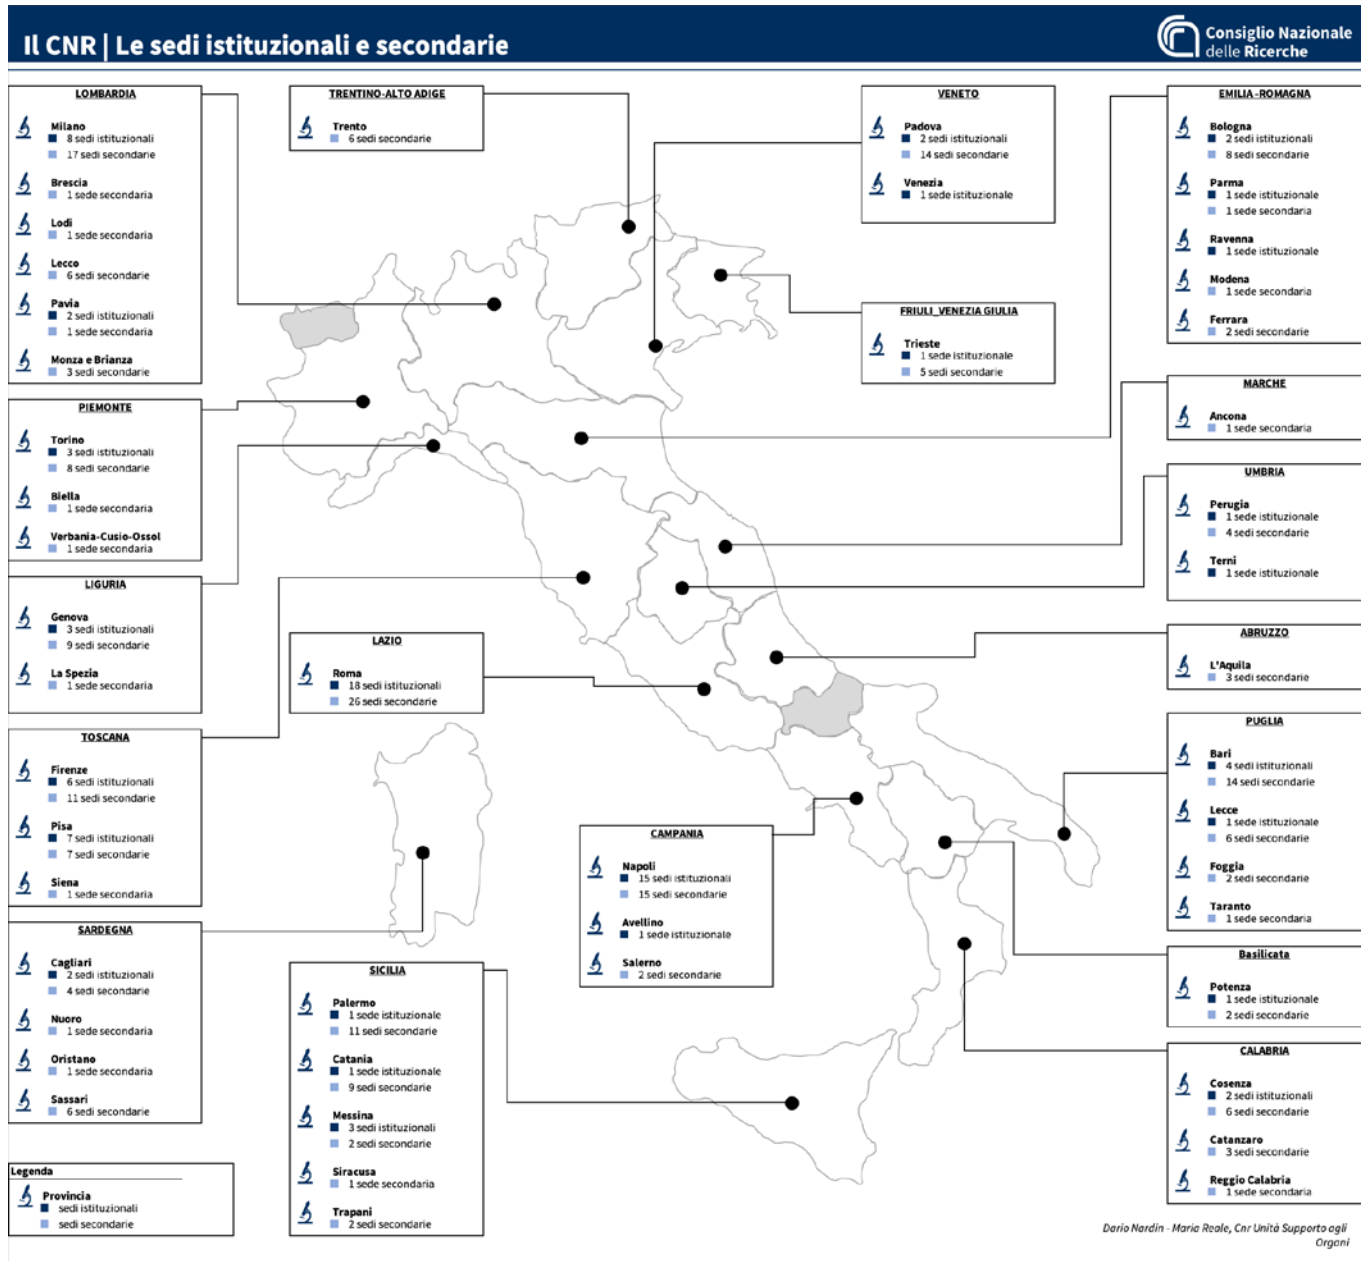 Il CNR | Le sedi istituzionali e secondarie
Consiglio Nazionale
delle Ricerche
LOMBARDIA
Milano
8 sedi istituzionali
17 sedi secondarie
Brescia
1 sede secondaria
Lodi
1 sede secondaria
Lecco
6 sedi secondarie
Pavia
2 sedi istituzionali
1 sede secondaria
Monza e Brianza
3 sedi secondarie
PIEMONTE
Torino
3 sedi istituzionali
8 sedi secondarie
Biella
1 sede secondaria
Verbania-Cusio-Ossol
1 sede secondaria
LIGURIA
Genova
3 sedi istituzionali
9 sedi secondarie
La Spezia
1 sede secondaria
TOSCANA
Firenze
6 sedi istituzionali
11 sedi secondarie
Pisa
7 sedi istituzionali
7 sedi secondarie
Siena
1 sede secondaria
SARDEGNA
Cagliari
2 sedi istituzionali
4 sedi secondarie
Nuoro
1 sede secondaria
Oristano
1 sede secondaria
Sassari
6 sedi secondarie
Legenda
Provincia
sedi istituzionali
sedi secondarie
TRENTINO-ALTO ADIGE
Trento
6 sedi secondarie
LAZIO
Roma
18 sedi istituzionali
26 sedi secondarie
SICILIA
Palermo
1 sede istituzionale
11 sedi secondarie
Catania
1 sede istituzionale
9 sedi secondarie
Messina
3 sedi istituzionali
2 sedi secondarie
Siracusa
1 sede secondaria
Trapani
2 sedi secondarie
CAMPANIA
Napoli
15 sedi istituzionali
15 sedi secondarie
Avellino
1 sede istituzionale
Salerno
2 sedi secondarie
VENETO
Padova
2 sedi istituzionali
14 sedi secondarie
Venezia
1 sede istituzionale
FRIULI_VENEZIA GIULIA
Trieste
1 sede istituzionale
5 sedi secondarie
EMILIA -ROMAGNA
Bologna
2 sedi istituzionali
8 sedi secondarie
Parma
1 sede istituzionale
1 sede secondaria
Ravenna
1 sede istituzionale
Modena
1 sede secondaria
Ferrara
2 sedi secondarie
MARCHE
Ancona
1 sede secondaria
UMBRIA
Perugia
1 sede istituzionale
4 sedi secondarie
Terni
1 sede istituzionale
ABRUZZO
L'Aquila
3 sedi secondarie
PUGLIA
Bari
4 sedi istituzionali
14 sedi secondarie
Lecce
1 sede istituzionale
6 sedi secondarie
Foggia
2 sedi secondarie
Taranto
1 sede secondaria
Basilicata
Potenza
1 sede istituzionale
2 sedi secondarie
CALABRIA
Cosenza
2 sedi istituzionali
6 sedi secondarie
Catanzaro
3 sedi secondarie
Reggio Calabria
1 sede secondaria
Dario Nardin - Maria Reale, Cnr Unità Supporto agli
Organi